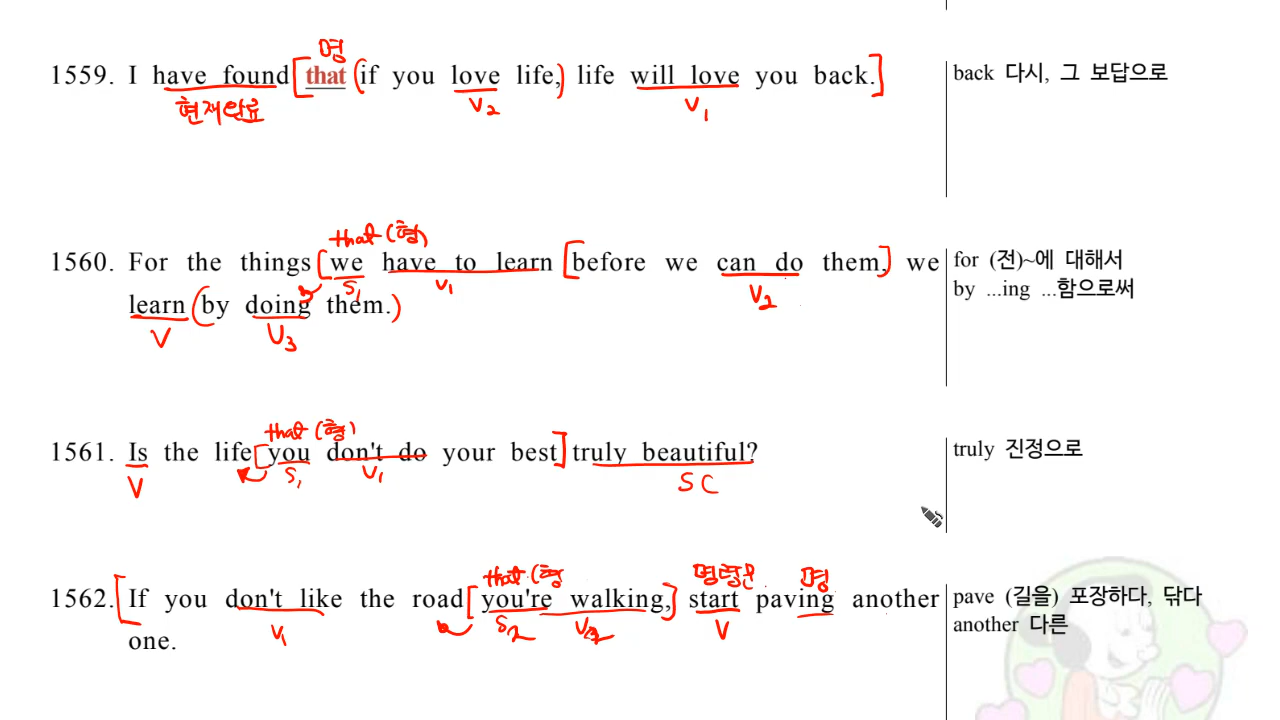 명
1559. I have found [that (if you love life,) life will love you back.]
back 다시, 그 보답으로
현재완료 V2 V1
that (형)
1560. For the things [we have to learn [before we can do them,] we
for (전)~에 대해서
S1 V1 V2
by ...ing ...함으로써
learn (by doing them.)
V V3
that (형)
1561. Is the life [you don't do your best] truly beautiful?
truly 진정으로
V S1 V1 SC
that (형 명령문 명
1562. [If you don't like the road [you're walking,] start paving another
pave (길을) 포장하다, 닦다
V1 S2 V2 V
another 다른
one.